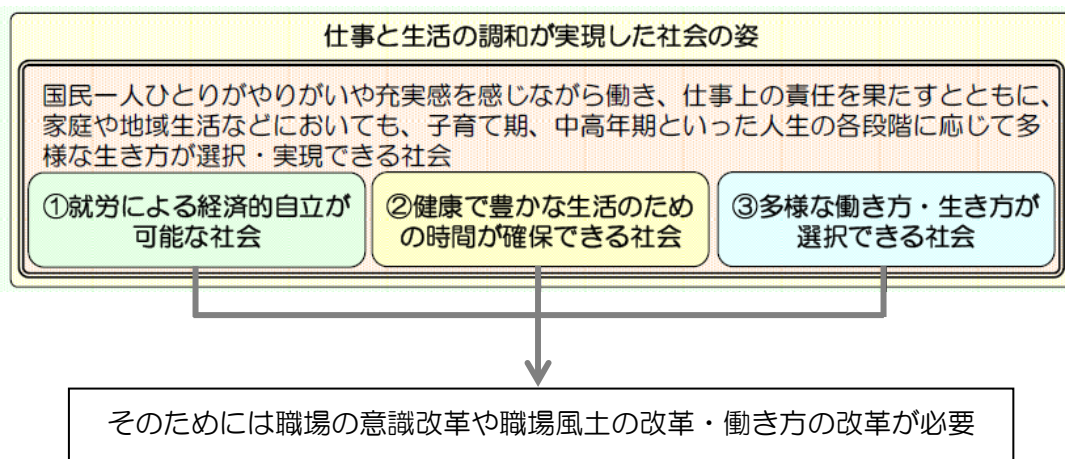 仕事と生活の調和が実現した社会の姿
国民一人ひとりがやりがいや充実感を感じながら働き、仕事上の責任を果たすとともに、
家庭や地域生活などにおいても、子育て期、中高年期といった人生の各段階に応じて多
様な生き方が選択・実現できる社会
①就労による経済的自立が
可能な社会
②健康で豊かな生活のため
の時間が確保できる社会
③多様な働き方・生き方が
選択できる社会
そのためには職場の意識改革や職場風土の改革・働き方の改革が必要